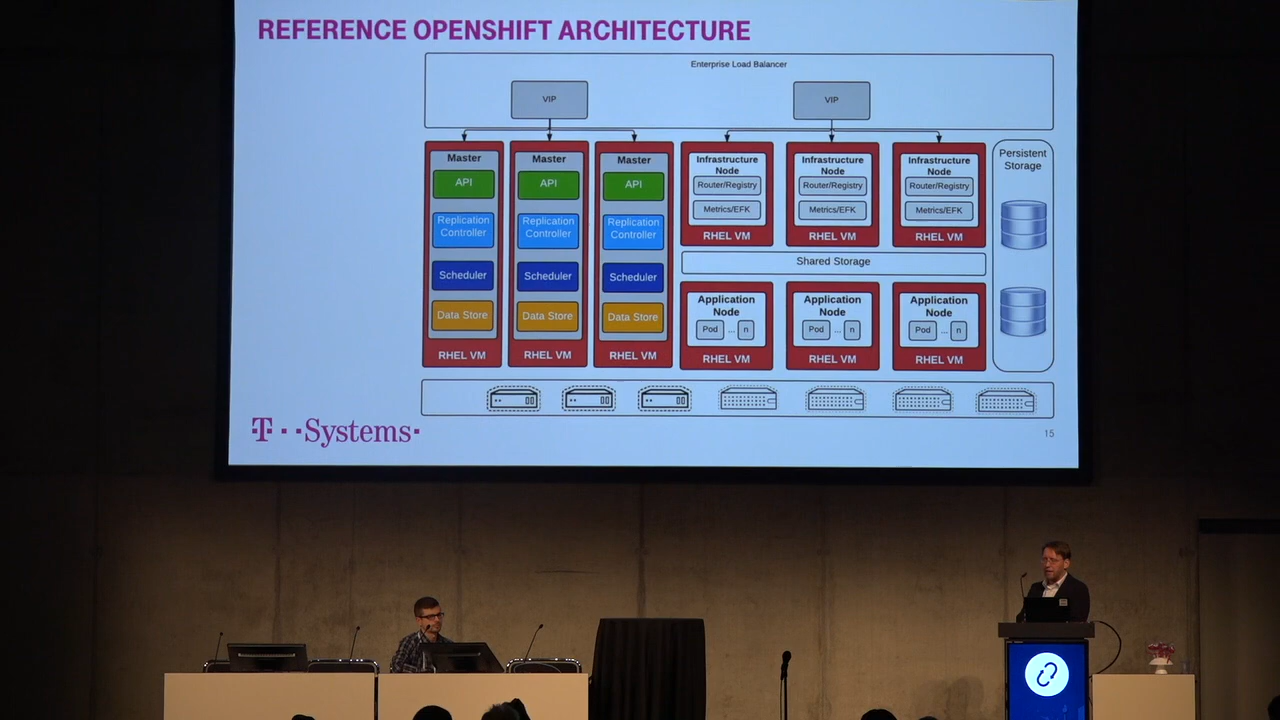 REFERENCE OPENSHIFT ARCHITECTURE
Enterprise Load Balancer
VIP
VIP
Master
API
Replication
Controller
Scheduler
Data Store
RHEL VM
Master
API
Replication
Controller
Scheduler
Data Store
RHEL VM
Master
API
Replication
Controller
Scheduler
Data Store
RHEL VM
Infrastructure
Node
Router/Registry
Metrics/EFK
RHEL VM
Infrastructure
Node
Router/Registry
Metrics/EFK
RHEL VM
Infrastructure
Node
Router/Registry
Metrics/EFK
RHEL VM
Persistent
Storage
Shared Storage
Application
Node
Pod ... n
RHEL VM
Application
Node
Pod ... n
RHEL VM
Application
Node
Pod ... n
RHEL VM
T··Systems·
15